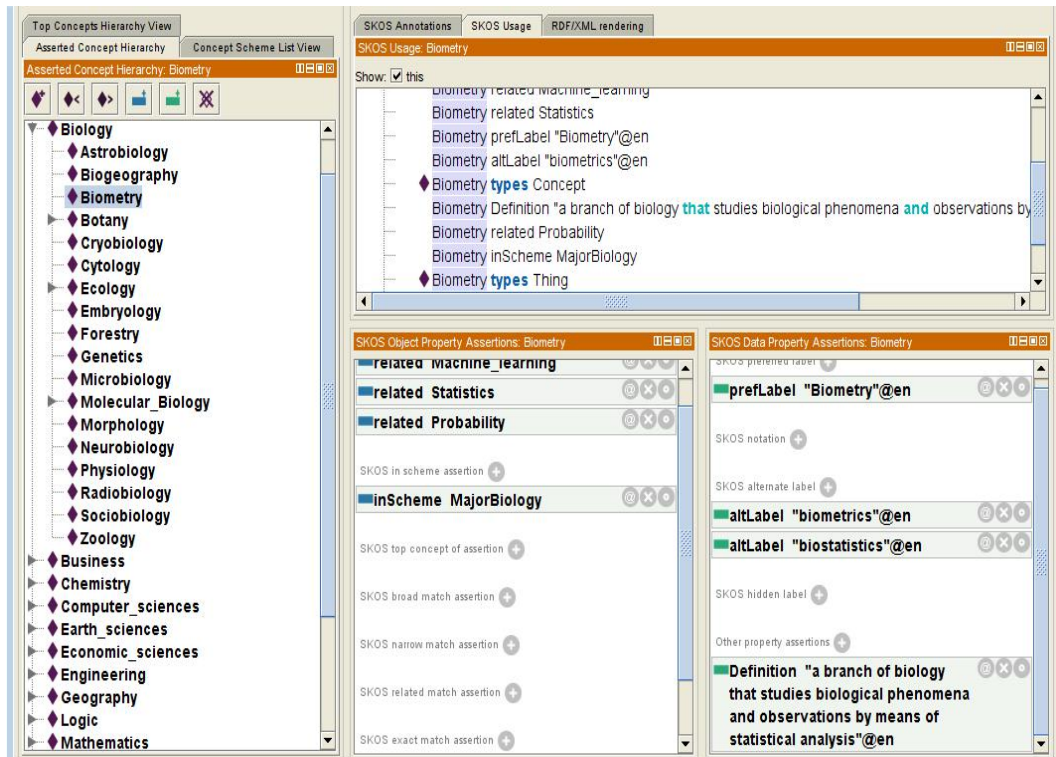 Top Concepts Hierarchy View
Asserted Concept Hierarchy
Concept Scheme List View
Asserted Concept Hierarchy: Biometry
Biology
Astrobiology
Biogeography
Biometry
Botany
Cryobiology
Cytology
Ecology
Embryology
Forestry
Genetics
Microbiology
Molecular_Biology
Morphology
Neurobiology
Physiology
Radiobiology
Sociobiology
Zoology
Business
Chemistry
Computer_sciences
Earth_sciences
Economic_sciences
Engineering
Geography
Logic
Mathematics
SKOS Annotations
SKOS Usage
RDF/XML rendering
SKOS Usage: Biometry
Show: this
Biometry related Machine_learning
Biometry related Statistics
Biometry prefLabel "Biometry"@en
Biometry altLabel "biometrics"@en
Biometry types Concept
Biometry Definition "a branch of biology that studies biological phenomena and observations by
Biometry related Probability
Biometry inScheme MajorBiology
Biometry types Thing
SKOS Object Property Assertions: Biometry
related Machine_learning
related Statistics
related Probability
SKOS in scheme assertion
inScheme MajorBiology
SKOS top concept of assertion
SKOS broad match assertion
SKOS narrow match assertion
SKOS related match assertion
SKOS exact match assertion
SKOS Data Property Assertions: Biometry
SKOS preferred label
prefLabel "Biometry"@en
SKOS notation
SKOS alternate label
altLabel "biometrics"@en
altLabel "biostatistics"@en
SKOS hidden label
Other property assertions
Definition "a branch of biology
that studies biological phenomena
and observations by means of
statistical analysis"@en